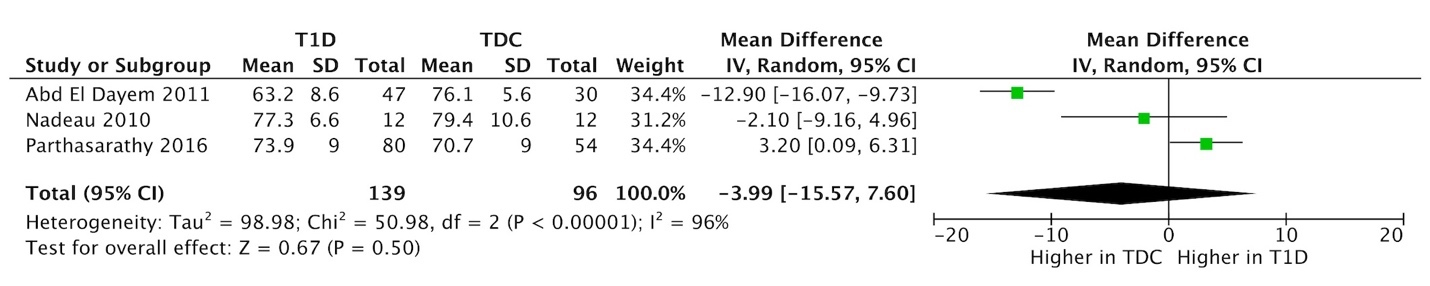 T1D TDC Mean Difference Mean Difference
Study or Subgroup Mean SD Total Mean SD Total Weight IV, Random, 95% CI IV, Random, 95% CI
Abd El Dayem 2011 63.2 8.6 47 76.1 5.6 30 34.4% −12.90 [−16.07, −9.73]
Nadeau 2010 77.3 6.6 12 79.4 10.6 12 31.2% −2.10 [−9.16, 4.96]
Parthasarathy 2016 73.9 9 80 70.7 9 54 34.4% 3.20 [0.09, 6.31]
Total (95% CI) 139 96 100.0% −3.99 [−15.57, 7.60]
Heterogeneity: Tau² = 98.98; Chi² = 50.98, df = 2 (P < 0.00001); I² = 96%
Test for overall effect: Z = 0.67 (P = 0.50)
−20 −10 0 10 20
Higher in TDC Higher in T1D